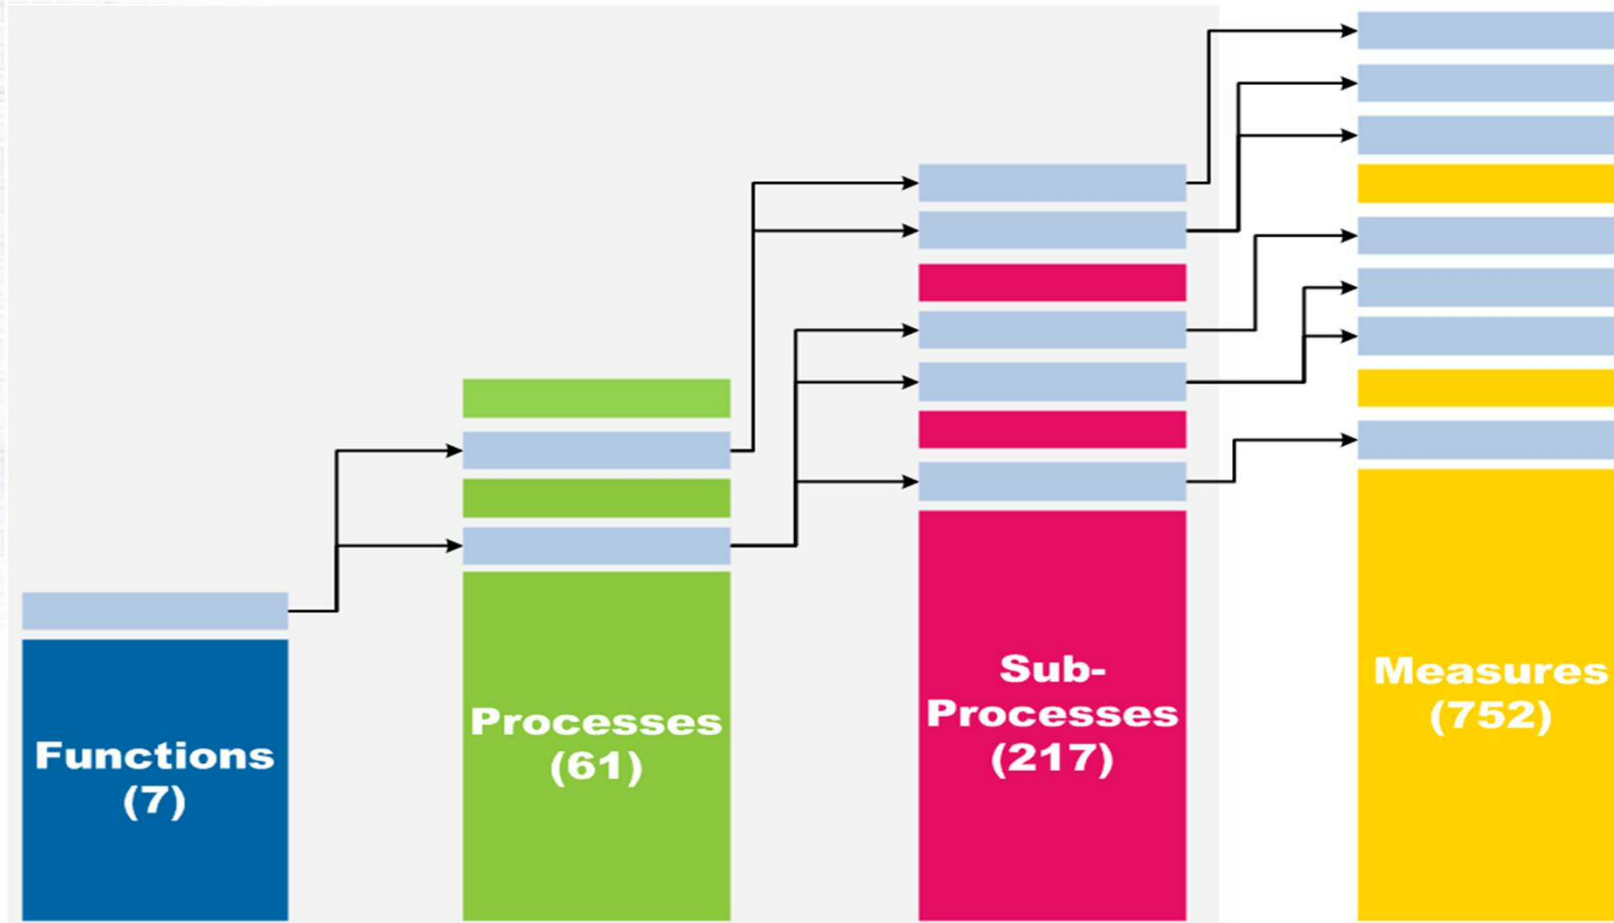 Functions
(7)
Processes
(61)
Sub-
Processes
(217)
Measures
(752)